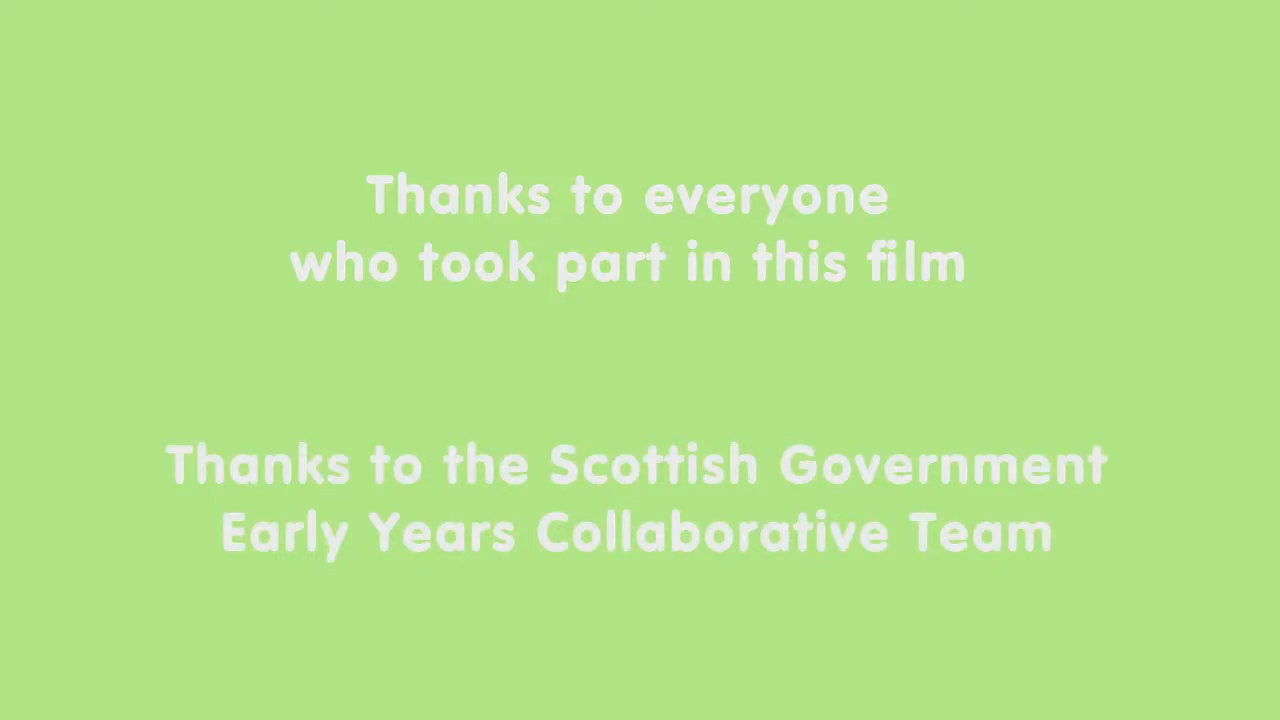 Thanks to everyone
who took part in this film
Thanks to the Scottish Government
Early Years Collaborative Team